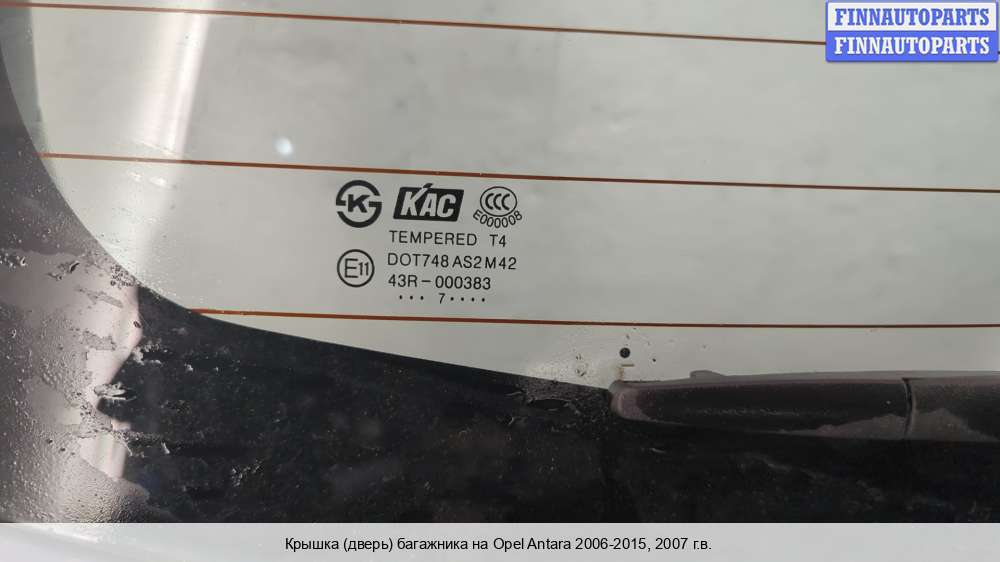 FINNAUTOPARTS
FINNAUTOPARTS
K KAC CCC
E000008
TEMPERED T4
DOT748 AS2 M42
E11
43R-000383
••• 7••••
Крышка (дверь) багажника на Opel Antara 2006-2015, 2007 г.в.